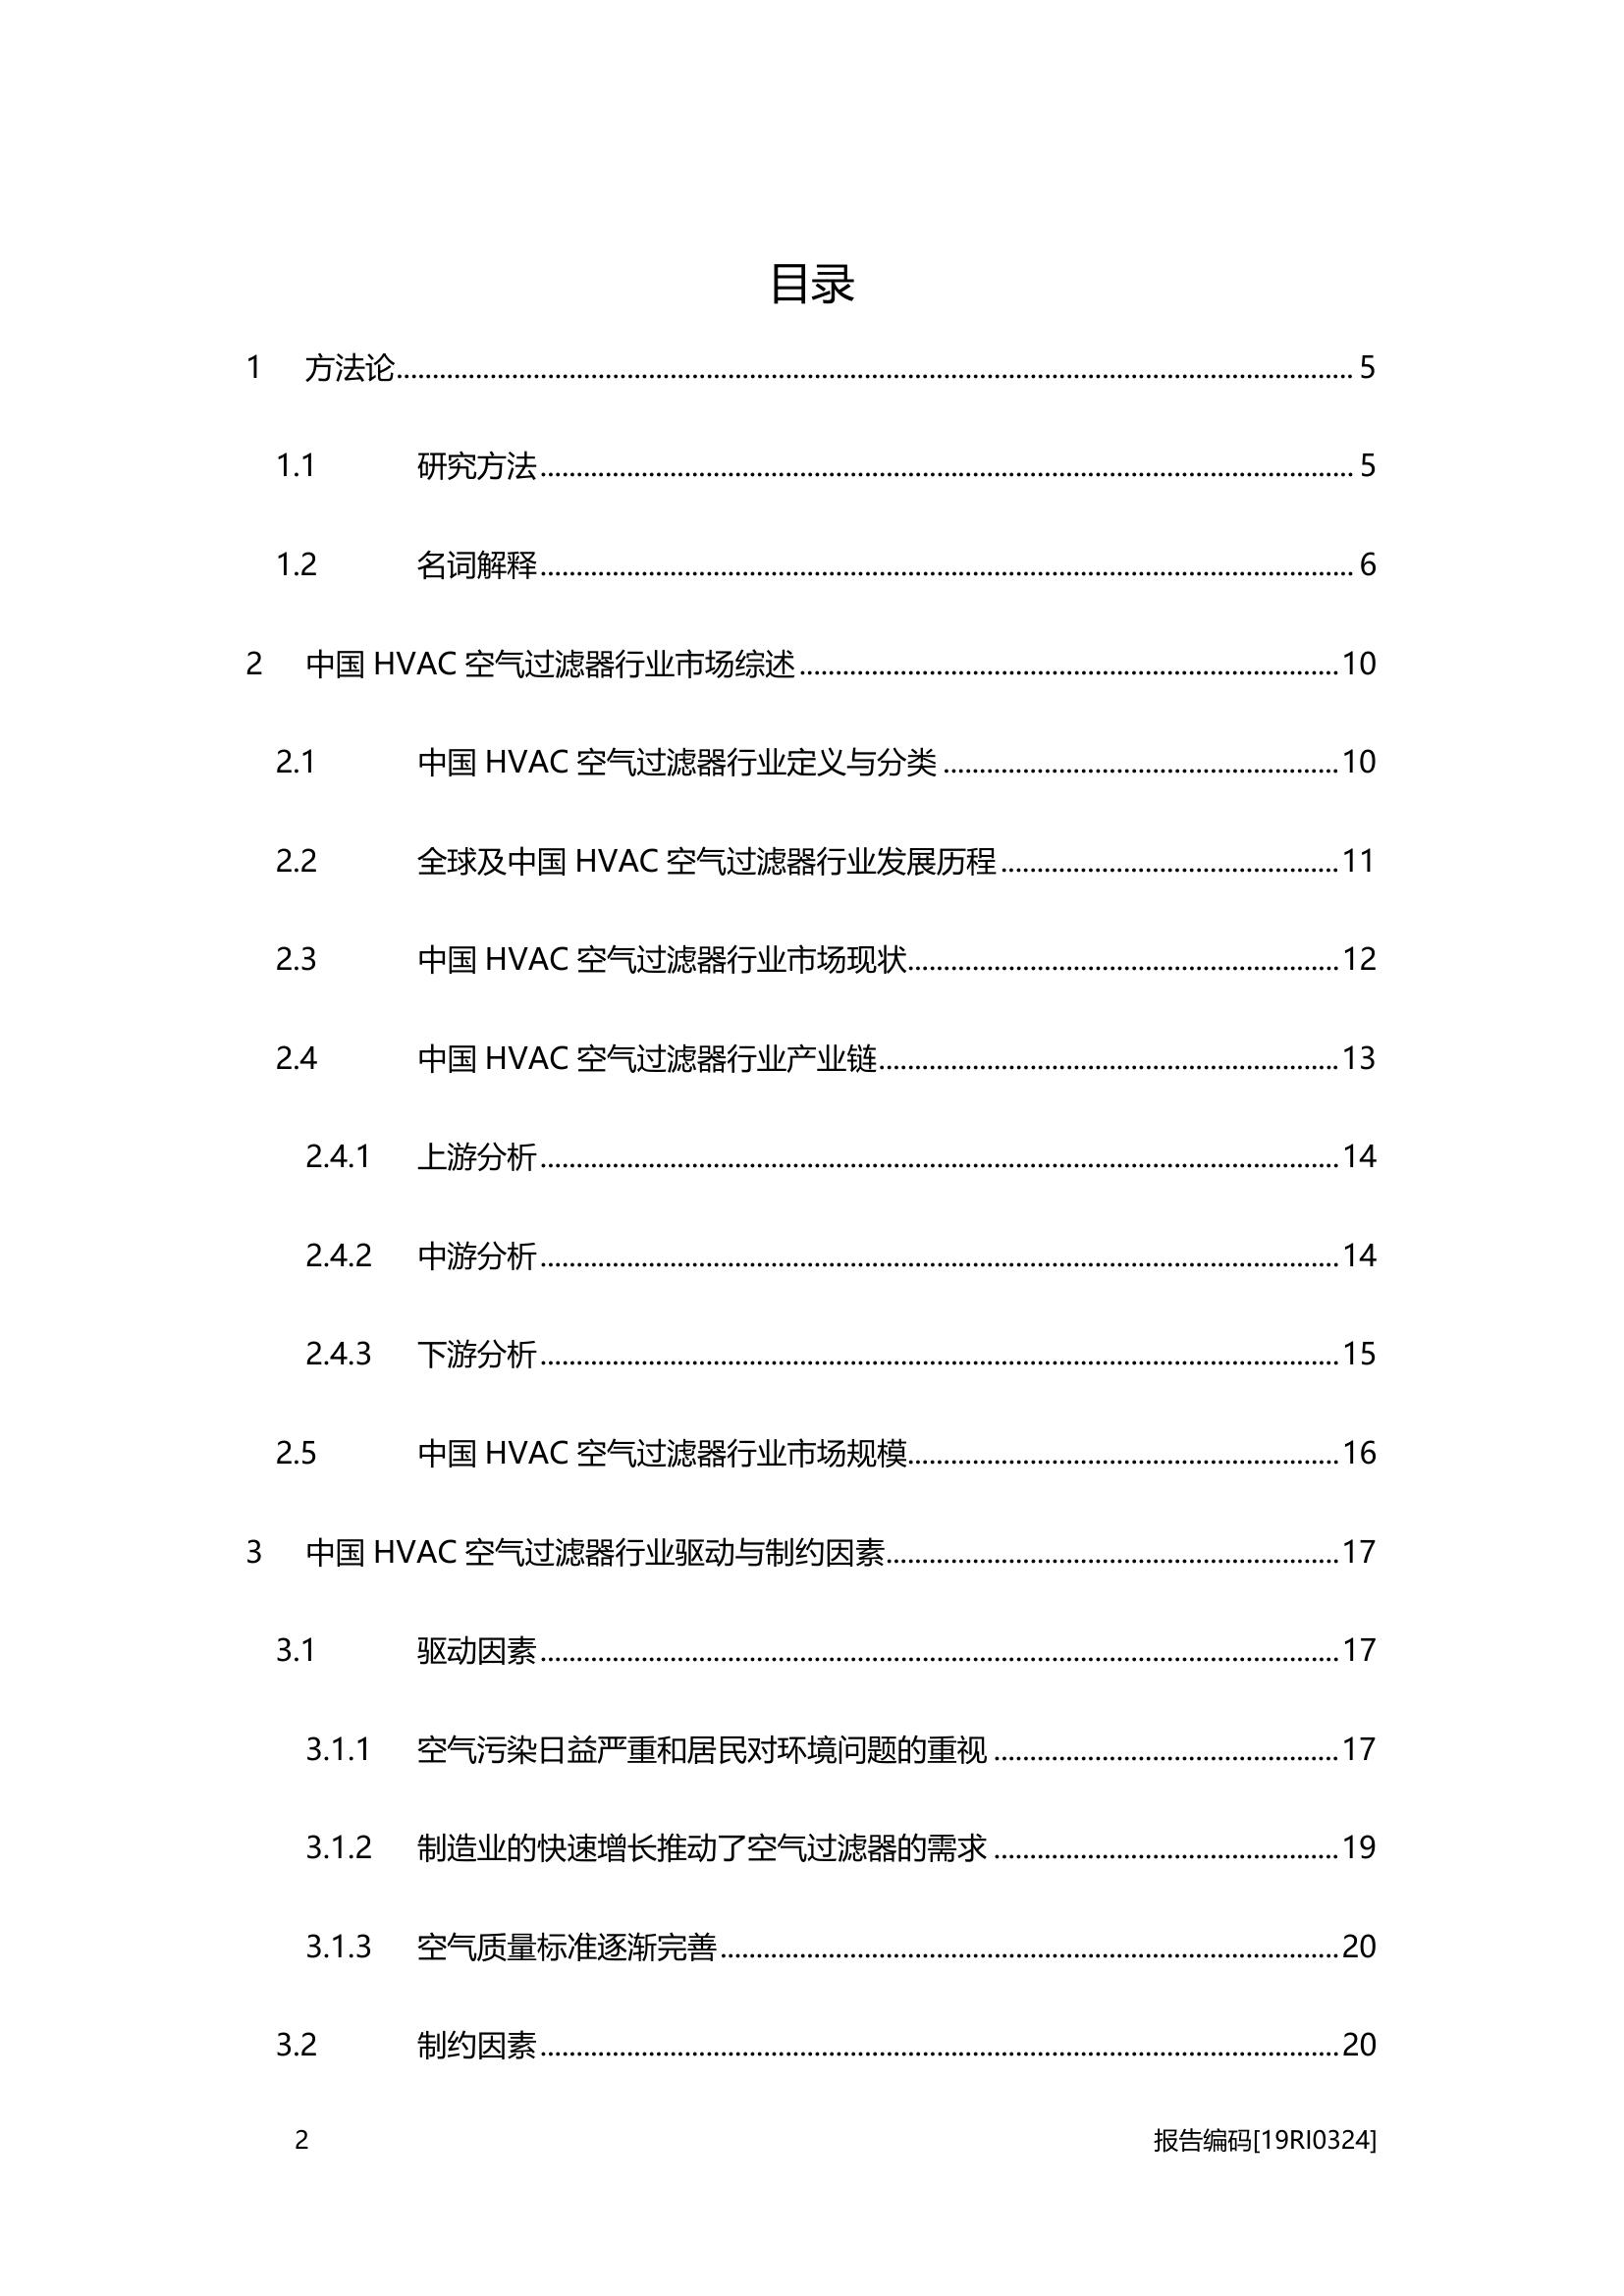 目录
1 方法论 5
1.1 研究方法 5
1.2 名词解释 6
2 中国 HVAC 空气过滤器行业市场综述 10
2.1 中国 HVAC 空气过滤器行业定义与分类 10
2.2 全球及中国 HVAC 空气过滤器行业发展历程 11
2.3 中国 HVAC 空气过滤器行业市场现状 12
2.4 中国 HVAC 空气过滤器行业产业链 13
2.4.1 上游分析 14
2.4.2 中游分析 14
2.4.3 下游分析 15
2.5 中国 HVAC 空气过滤器行业市场规模 16
3 中国 HVAC 空气过滤器行业驱动与制约因素 17
3.1 驱动因素 17
3.1.1 空气污染日益严重和居民对环境问题的重视 17
3.1.2 制造业的快速增长推动了空气过滤器的需求 19
3.1.3 空气质量标准逐渐完善 20
3.2 制约因素 20
2 报告编码[19RI0324]